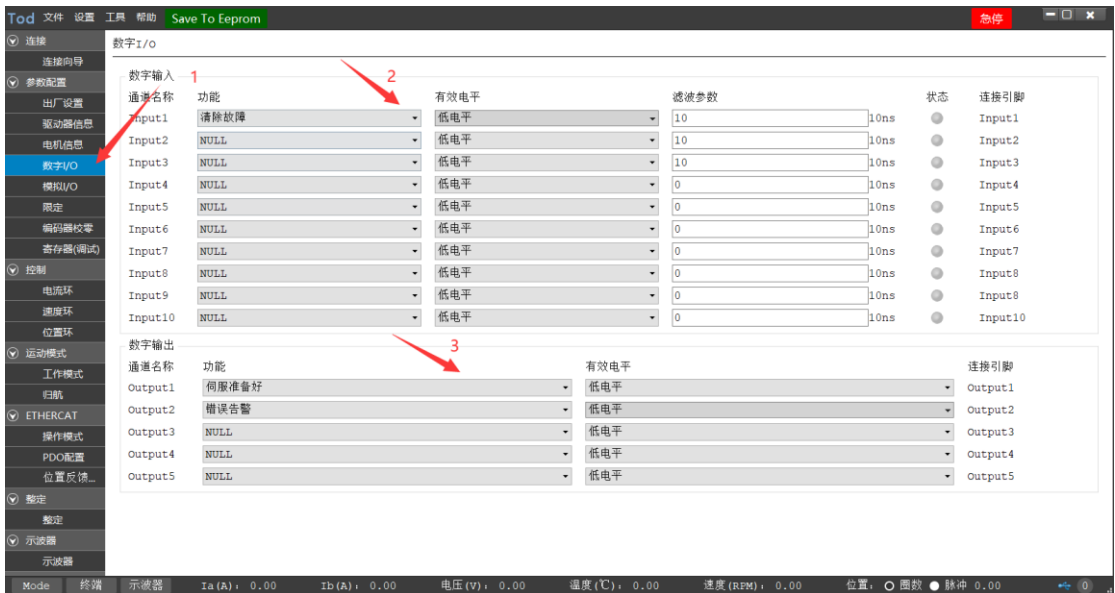 Tod 文件 设置 工具 帮助 Save To Eeprom 急停
连接
连接向导
参数配置
出厂设置
驱动器信息
电机信息
数字I/O
模拟I/O
限定
编码器校零
寄存器(调试)
控制
电流环
速度环
位置环
运动模式
工作模式
归航
ETHERCAT
操作模式
PDO配置
位置反馈...
整定
整定
示波器
示波器
数字I/O
数字输入 1 2
通道名称 功能 有效电平 滤波参数 状态 连接引脚
Input1 清除故障 低电平 10 10ns Input1
Input2 NULL 低电平 10 10ns Input2
Input3 NULL 低电平 10 10ns Input3
Input4 NULL 低电平 0 10ns Input4
Input5 NULL 低电平 0 10ns Input5
Input6 NULL 低电平 0 10ns Input6
Input7 NULL 低电平 0 10ns Input7
Input8 NULL 低电平 0 10ns Input8
Input9 NULL 低电平 0 10ns Input8
Input10 NULL 低电平 0 10ns Input10
数字输出 3
通道名称 功能 有效电平 连接引脚
Output1 伺服准备好 低电平 Output1
Output2 错误告警 低电平 Output2
Output3 NULL 低电平 Output3
Output4 NULL 低电平 Output4
Output5 NULL 低电平 Output5
Mode 终端 示波器 Ia(A): 0.00 Ib(A): 0.00 电压(V): 0.00 温度(℃): 0.00 速度(RPM): 0.00 位置: 圈数 脉冲 0.00 0